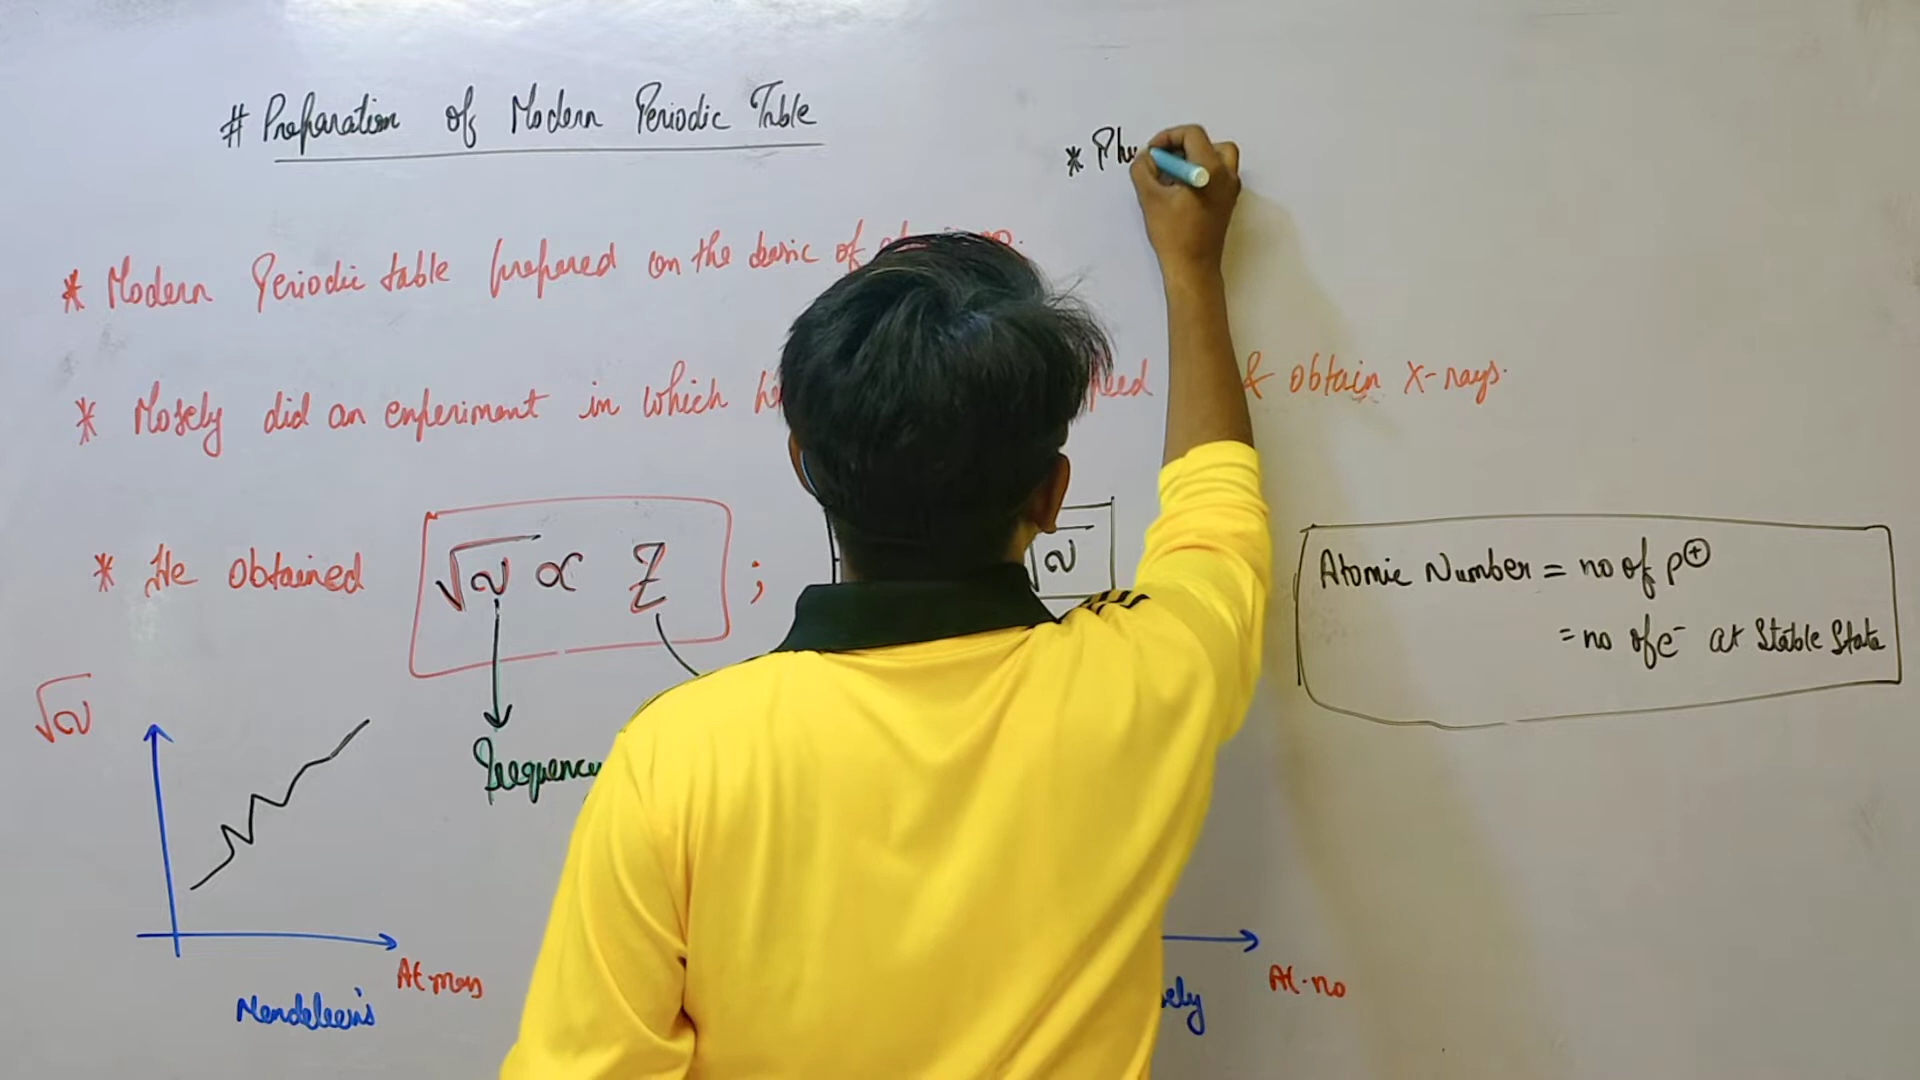 # Preparation of Modern Periodic Table
* Ph
* Modern Periodic table prepared on the basic of no.
* Mosely did an experiment in which he & obtain X-rays.
* He obtained √ν ∝ Z ;
√ν
Atomic Number = no of p⊕
= no of e⁻ at Stable State
√ν
frequency
At. mass
At. no
Mendeleevs